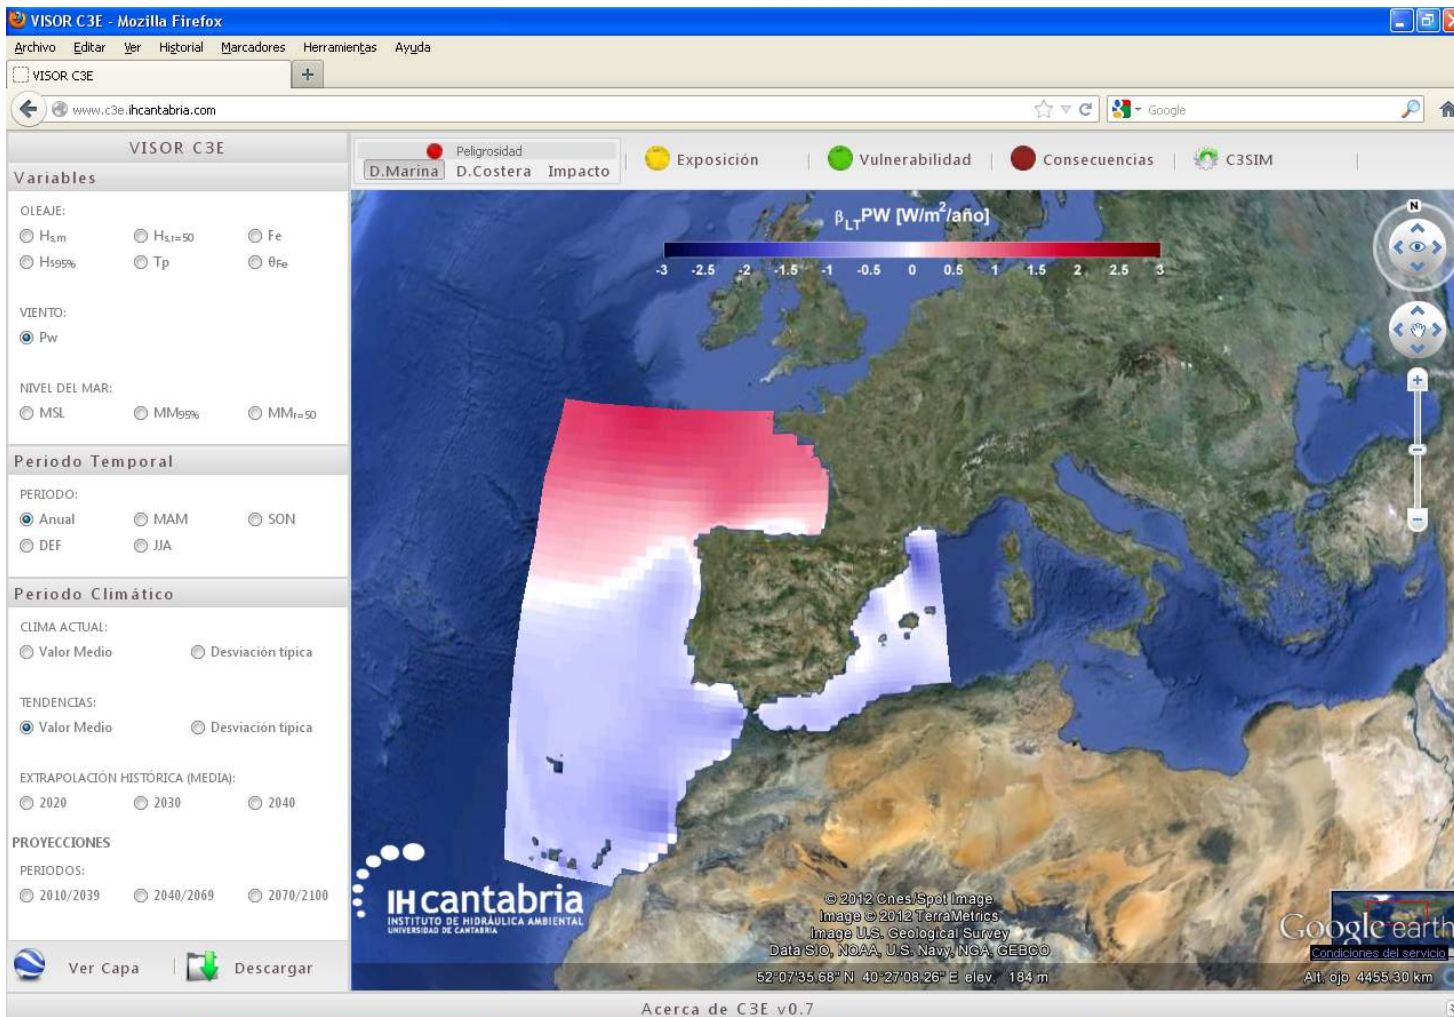 VISOR C3E - Mozilla Firefox
Archivo Editar Ver Historial Marcadores Herramientas Ayuda
VISOR C3E
www.c3e.ihcantabria.com
Google
VISOR C3E
Variables
OLEAJE:
Hs,m Hs,r=50 Fe
Hs95% Tp θFe
VIENTO:
Pw
NIVEL DEL MAR:
MSL MM95% MMr=50
Periodo Temporal
PERIODO:
Anual MAM SON
DEF JJA
Periodo Climático
CLIMA ACTUAL:
Valor Medio Desviación típica
TENDENCIAS:
Valor Medio Desviación típica
EXTRAPOLACIÓN HISTÓRICA (MEDIA):
2020 2030 2040
PROYECCIONES
PERIODOS:
2010/2039 2040/2069 2070/2100
Ver Capa Descargar
Peligrosidad
D.Marina D.Costera Impacto
Exposición Vulnerabilidad Consecuencias C3SIM
βLTPW [W/m²/año]
-3 -2.5 -2 -1.5 -1 -0.5 0 0.5 1 1.5 2 2.5 3
N
IHcantabria
INSTITUTO DE HIDRÁULICA AMBIENTAL
UNIVERSIDAD DE CANTABRIA
© 2012 Cnes/Spot Image
Image © 2012 TerraMetrics
Image U.S. Geological Survey
Data SIO, NOAA, U.S. Navy, NGA, GEBCO
52°07'35.68" N 40°27'08.26" E elev. 184 m
Google earth
Condiciones del servicio
Alt. ojo 4455.30 km
Acerca de C3E v0.7